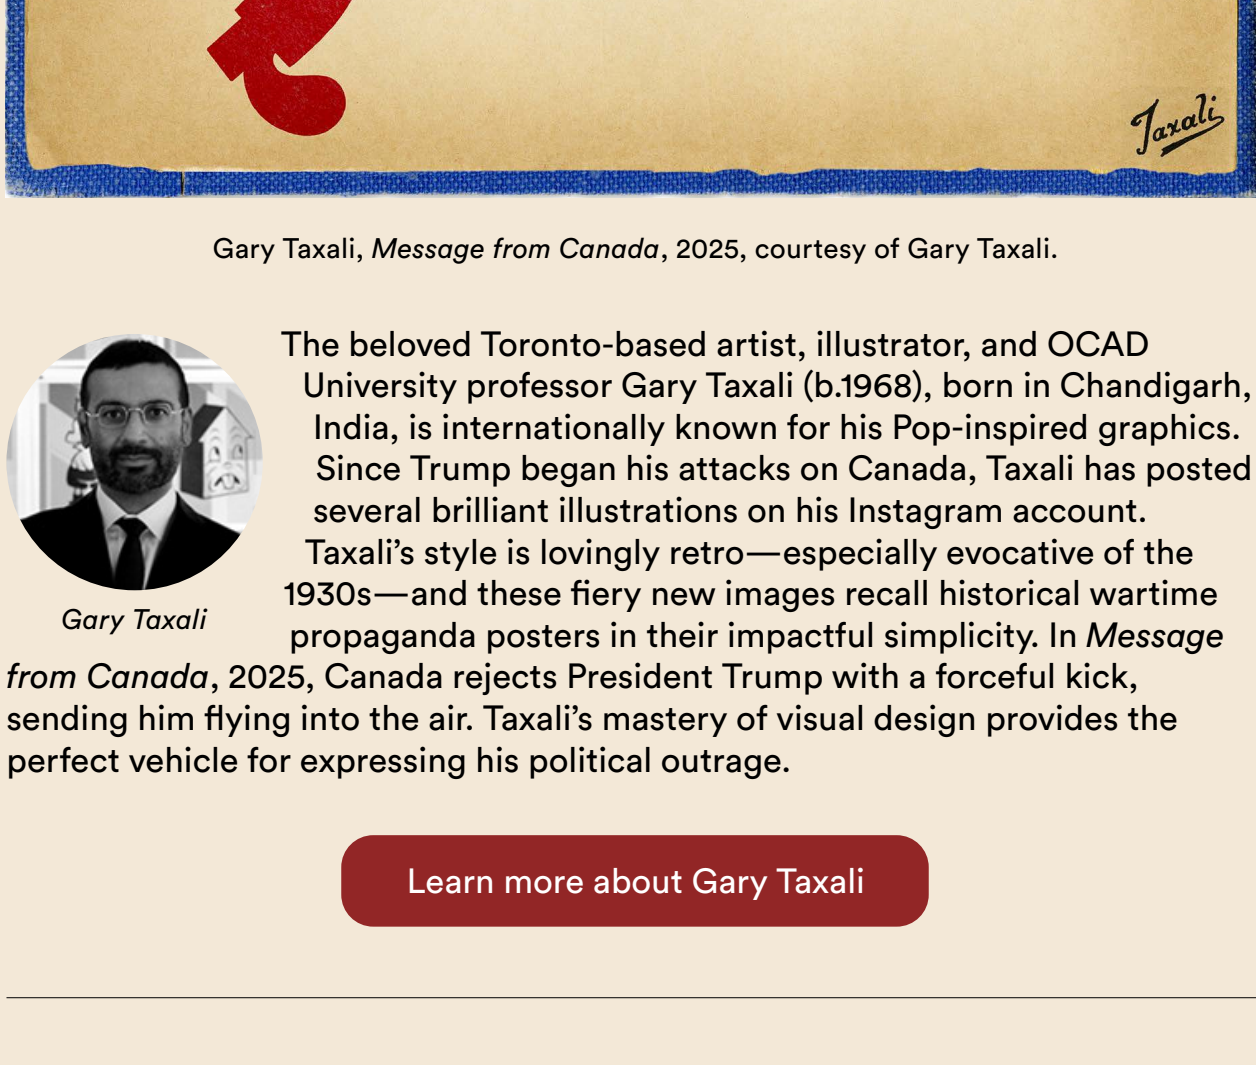 Taxali
Gary Taxali, Message from Canada, 2025, courtesy of Gary Taxali.
The beloved Toronto-based artist, illustrator, and OCAD
University professor Gary Taxali (b.1968), born in Chandigarh,
India, is internationally known for his Pop-inspired graphics.
Since Trump began his attacks on Canada, Taxali has posted
several brilliant illustrations on his Instagram account.
Taxali’s style is lovingly retro—especially evocative of the
1930s—and these fiery new images recall historical wartime
propaganda posters in their impactful simplicity. In Message
from Canada, 2025, Canada rejects President Trump with a forceful kick,
sending him flying into the air. Taxali’s mastery of visual design provides the
perfect vehicle for expressing his political outrage.
Gary Taxali
Learn more about Gary Taxali